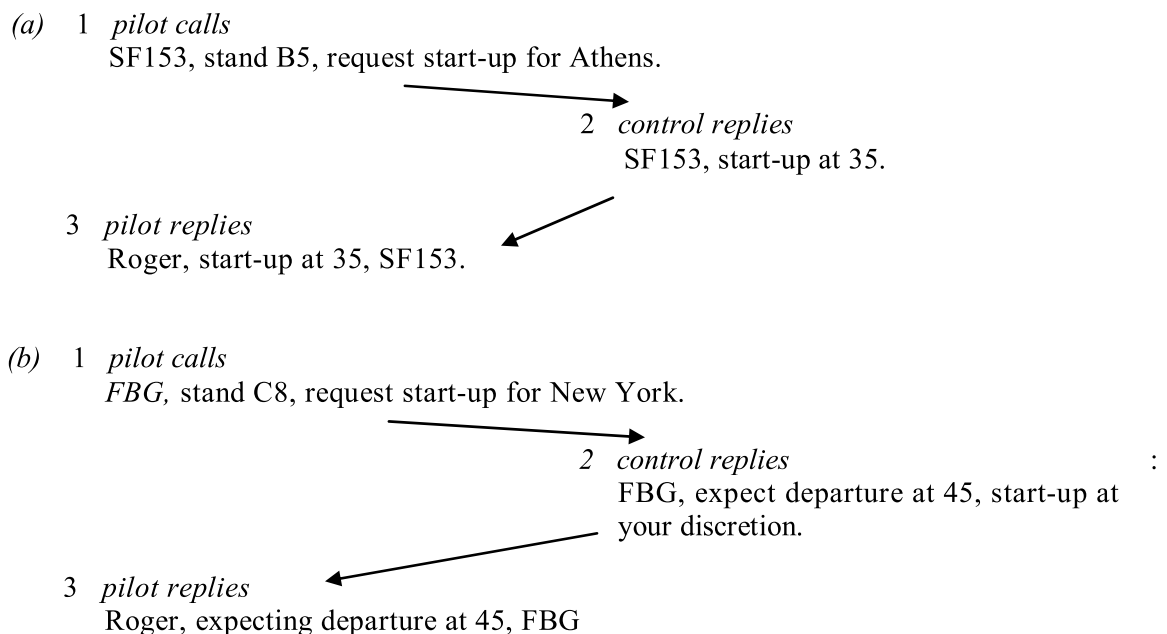 (a) 1 pilot calls
SF153, stand B5, request start-up for Athens.
2 control replies
SF153, start-up at 35.
3 pilot replies
Roger, start-up at 35, SF153.
(b) 1 pilot calls
FBG, stand C8, request start-up for New York.
2 control replies :
FBG, expect departure at 45, start-up at
your discretion.
3 pilot replies
Roger, expecting departure at 45, FBG